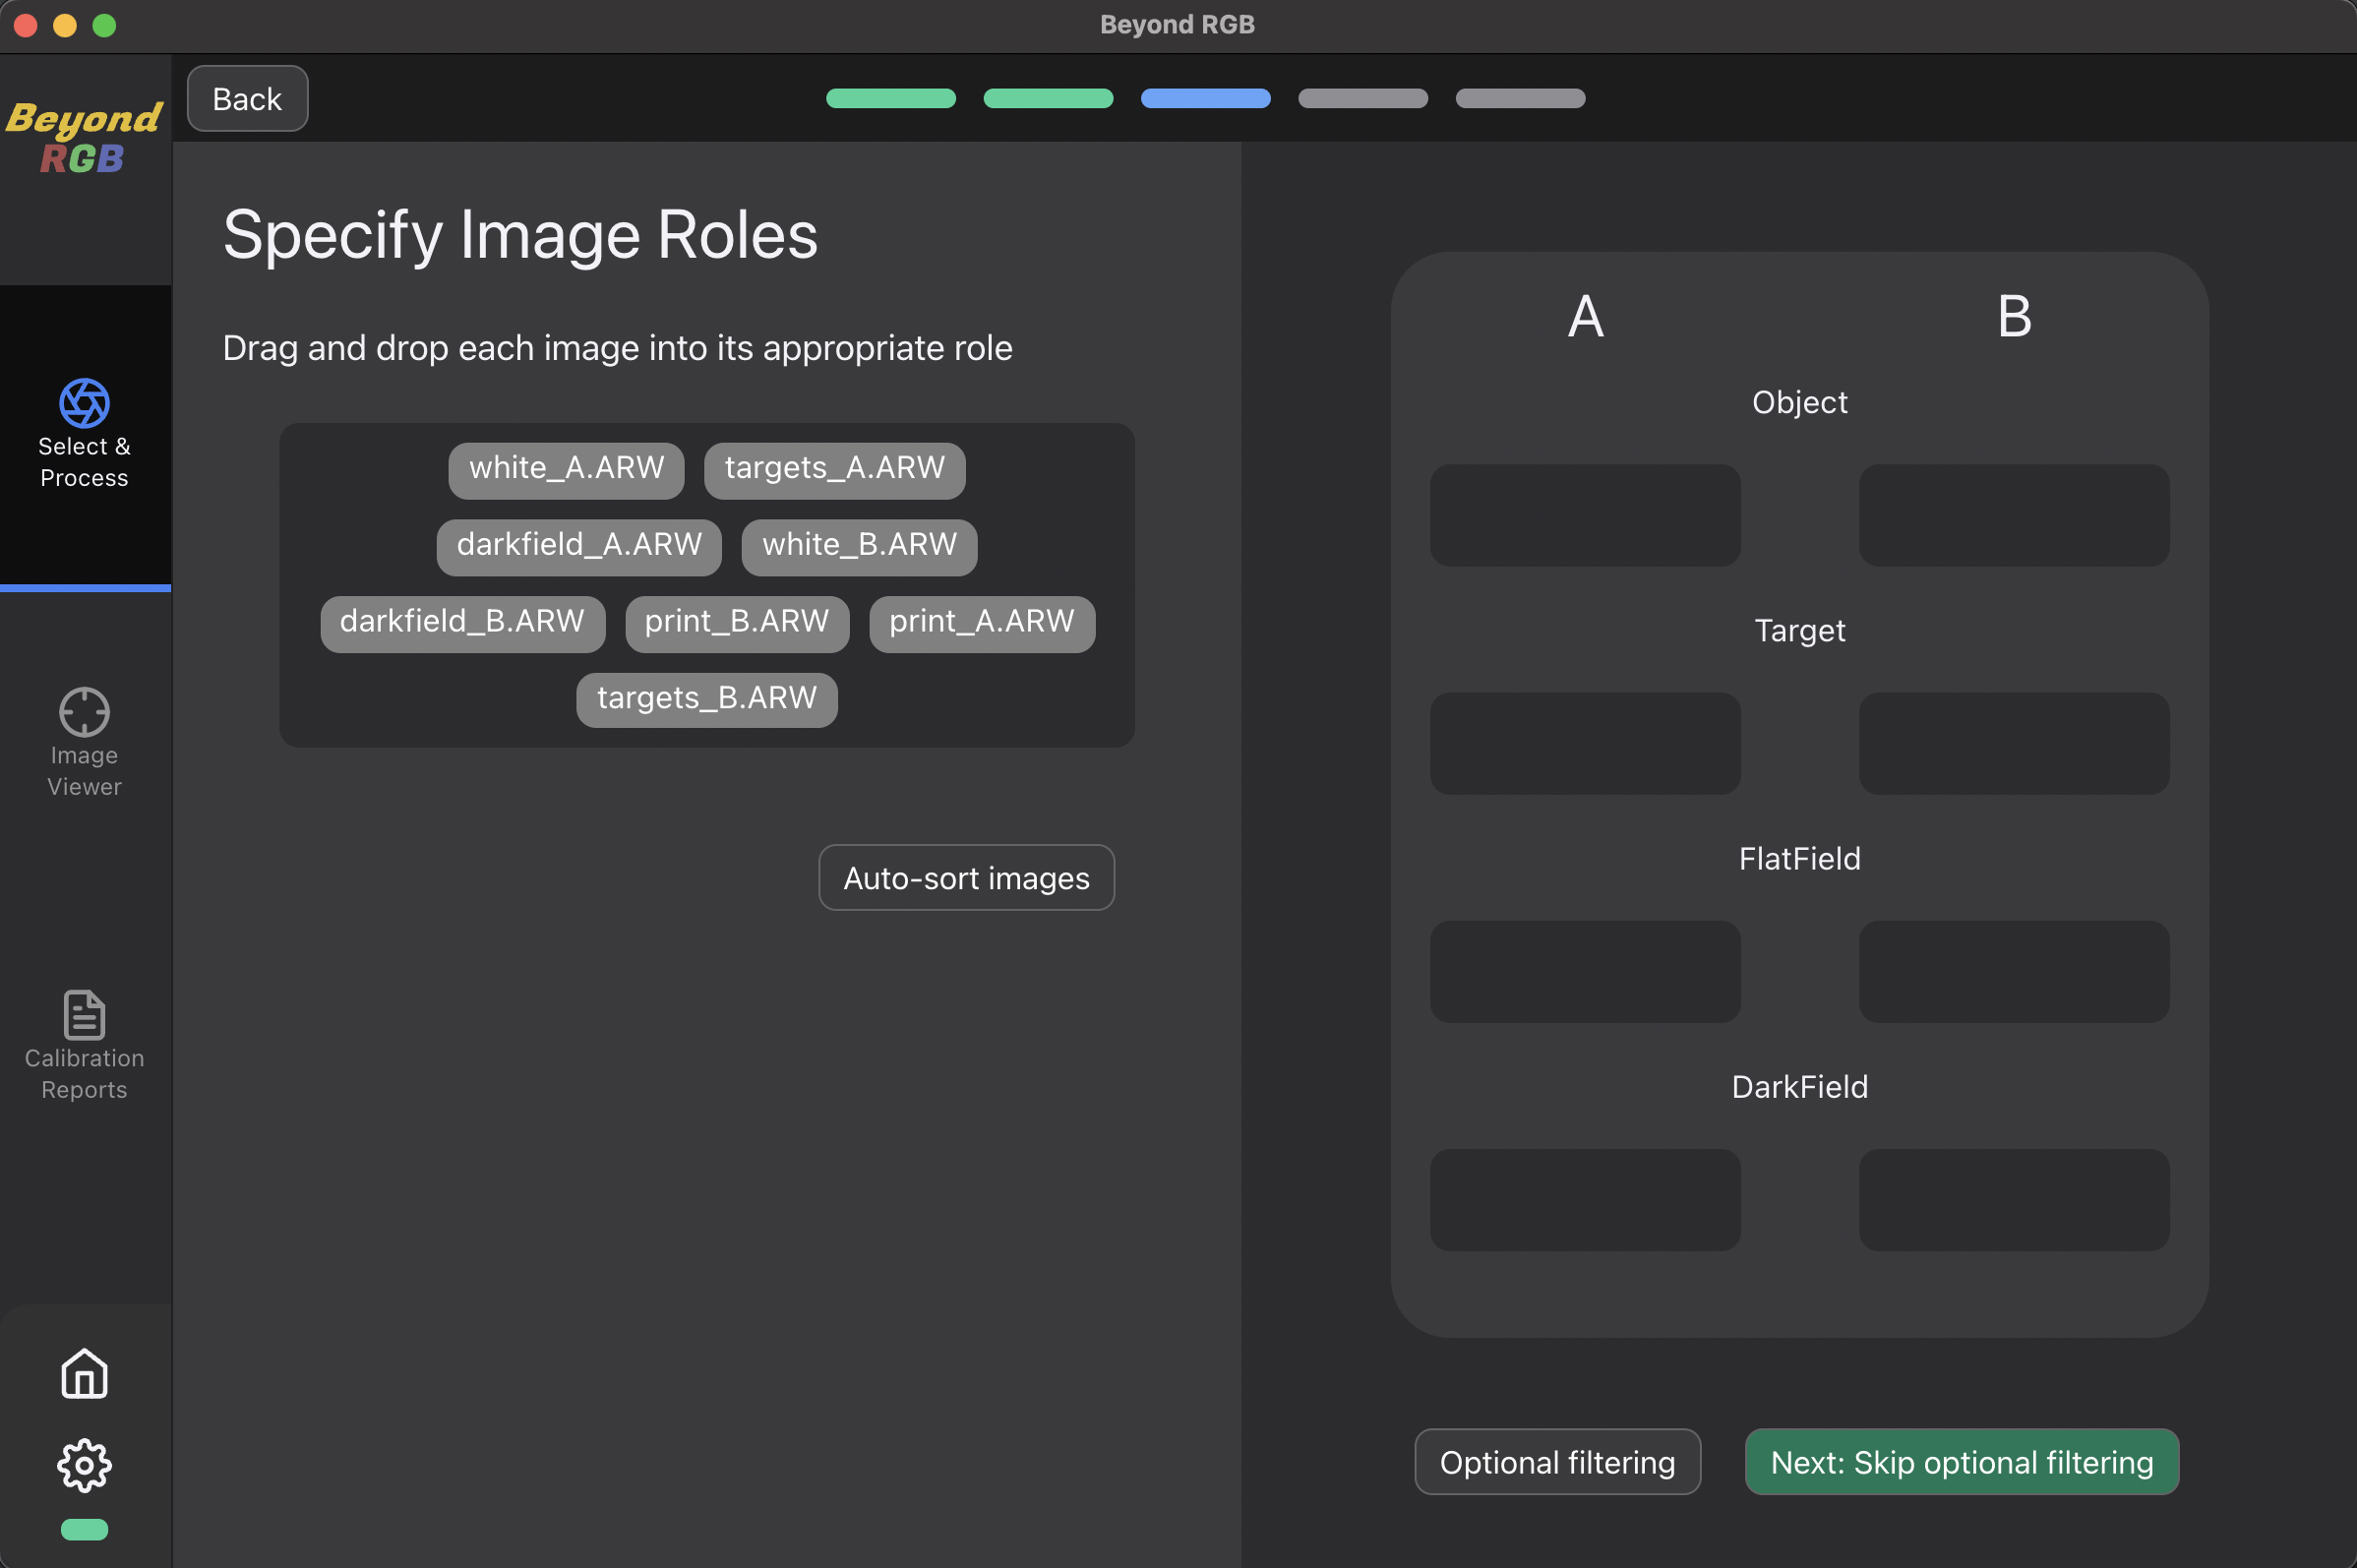 Beyond RGB
Beyond
RGB
Back
Select &
Process
Image
Viewer
Calibration
Reports
Specify Image Roles
Drag and drop each image into its appropriate role
white_A.ARW targets_A.ARW
darkfield_A.ARW white_B.ARW
darkfield_B.ARW print_B.ARW print_A.ARW
targets_B.ARW
Auto-sort images
A B
Object
Target
FlatField
DarkField
Optional filtering Next: Skip optional filtering